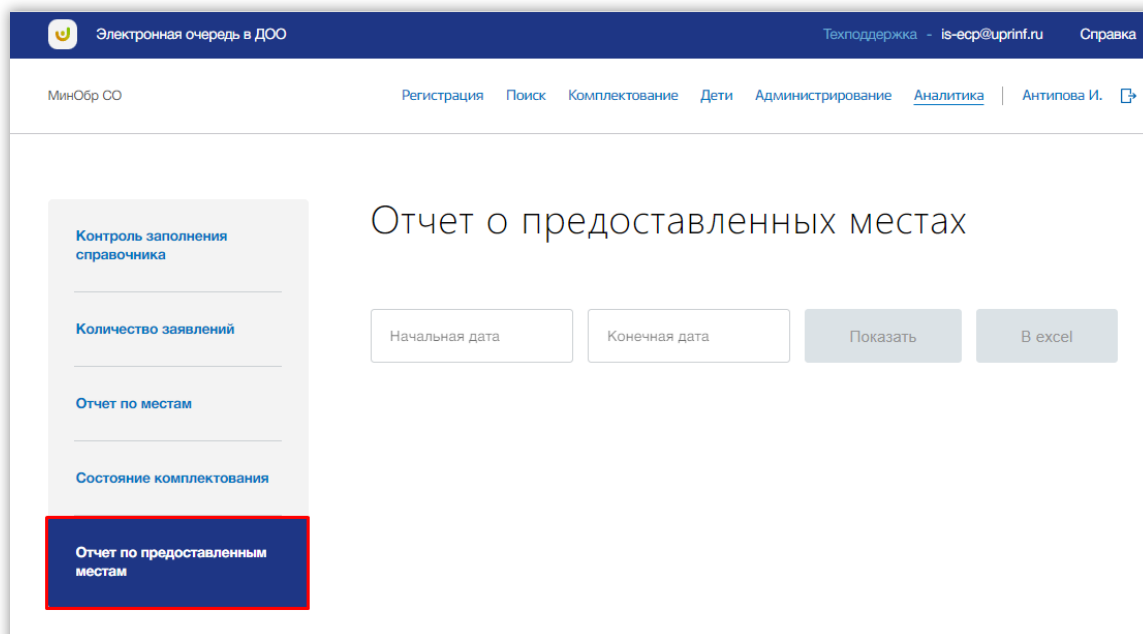 Электронная очередь в ДОО
Техподдержка - is-ecp@uprinf.ru Справка
МинОбр СО
Регистрация Поиск Комплектование Дети Администрирование Аналитика Антипова И.
Контроль заполнения
справочника
Количество заявлений
Отчет по местам
Состояние комплектования
Отчет по предоставленным
местам
Отчет о предоставленных местах
Начальная дата Конечная дата Показать В excel